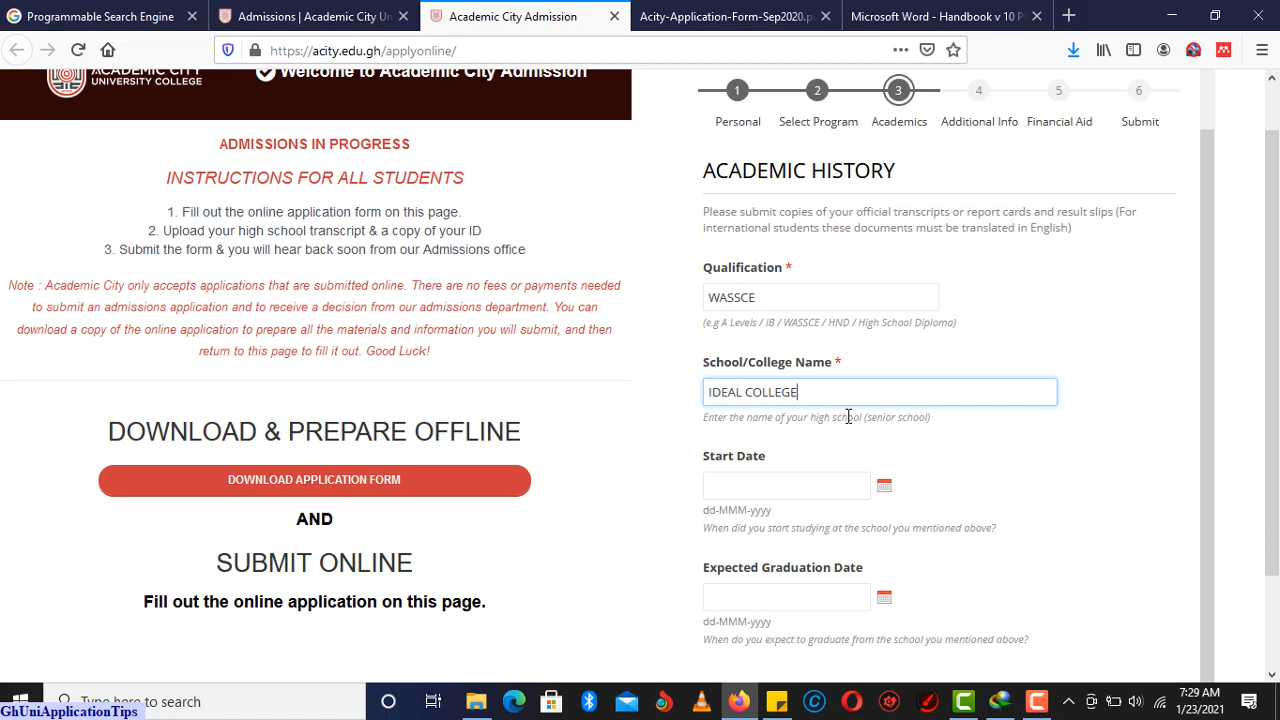 Programmable Search Engine
Admissions | Academic City Un
Academic City Admission
Acity-Application-Form-Sep2020.p
Microsoft Word - Handbook v 10 P
https://acity.edu.gh/applyonline/
ACADEMIC CITY
UNIVERSITY COLLEGE
Welcome to Academic City Admission
ADMISSIONS IN PROGRESS
INSTRUCTIONS FOR ALL STUDENTS
1. Fill out the online application form on this page.
2. Upload your high school transcript & a copy of your ID
3. Submit the form & you will hear back soon from our Admissions office
Note : Academic City only accepts applications that are submitted online. There are no fees or payments needed
to submit an admissions application and to receive a decision from our admissions department. You can
download a copy of the online application to prepare all the materials and information you will submit, and then
return to this page to fill it out. Good Luck!
DOWNLOAD & PREPARE OFFLINE
DOWNLOAD APPLICATION FORM
AND
SUBMIT ONLINE
Fill out the online application on this page.
1 2 3 4 5 6
Personal Select Program Academics Additional Info Financial Aid Submit
ACADEMIC HISTORY
Please submit copies of your official transcripts or report cards and result slips (For
international students these documents must be translated in English)
Qualification *
WASSCE
(e.g A Levels / IB / WASSCE / HND / High School Diploma)
School/College Name *
IDEAL COLLEGE
Enter the name of your high school (senior school)
Start Date
dd-MMM-yyyy
When did you start studying at the school you mentioned above?
Expected Graduation Date
dd-MMM-yyyy
When do you expect to graduate from the school you mentioned above?
Type here to search
7:29 AM
1/23/2021
GhUniApplicationTips